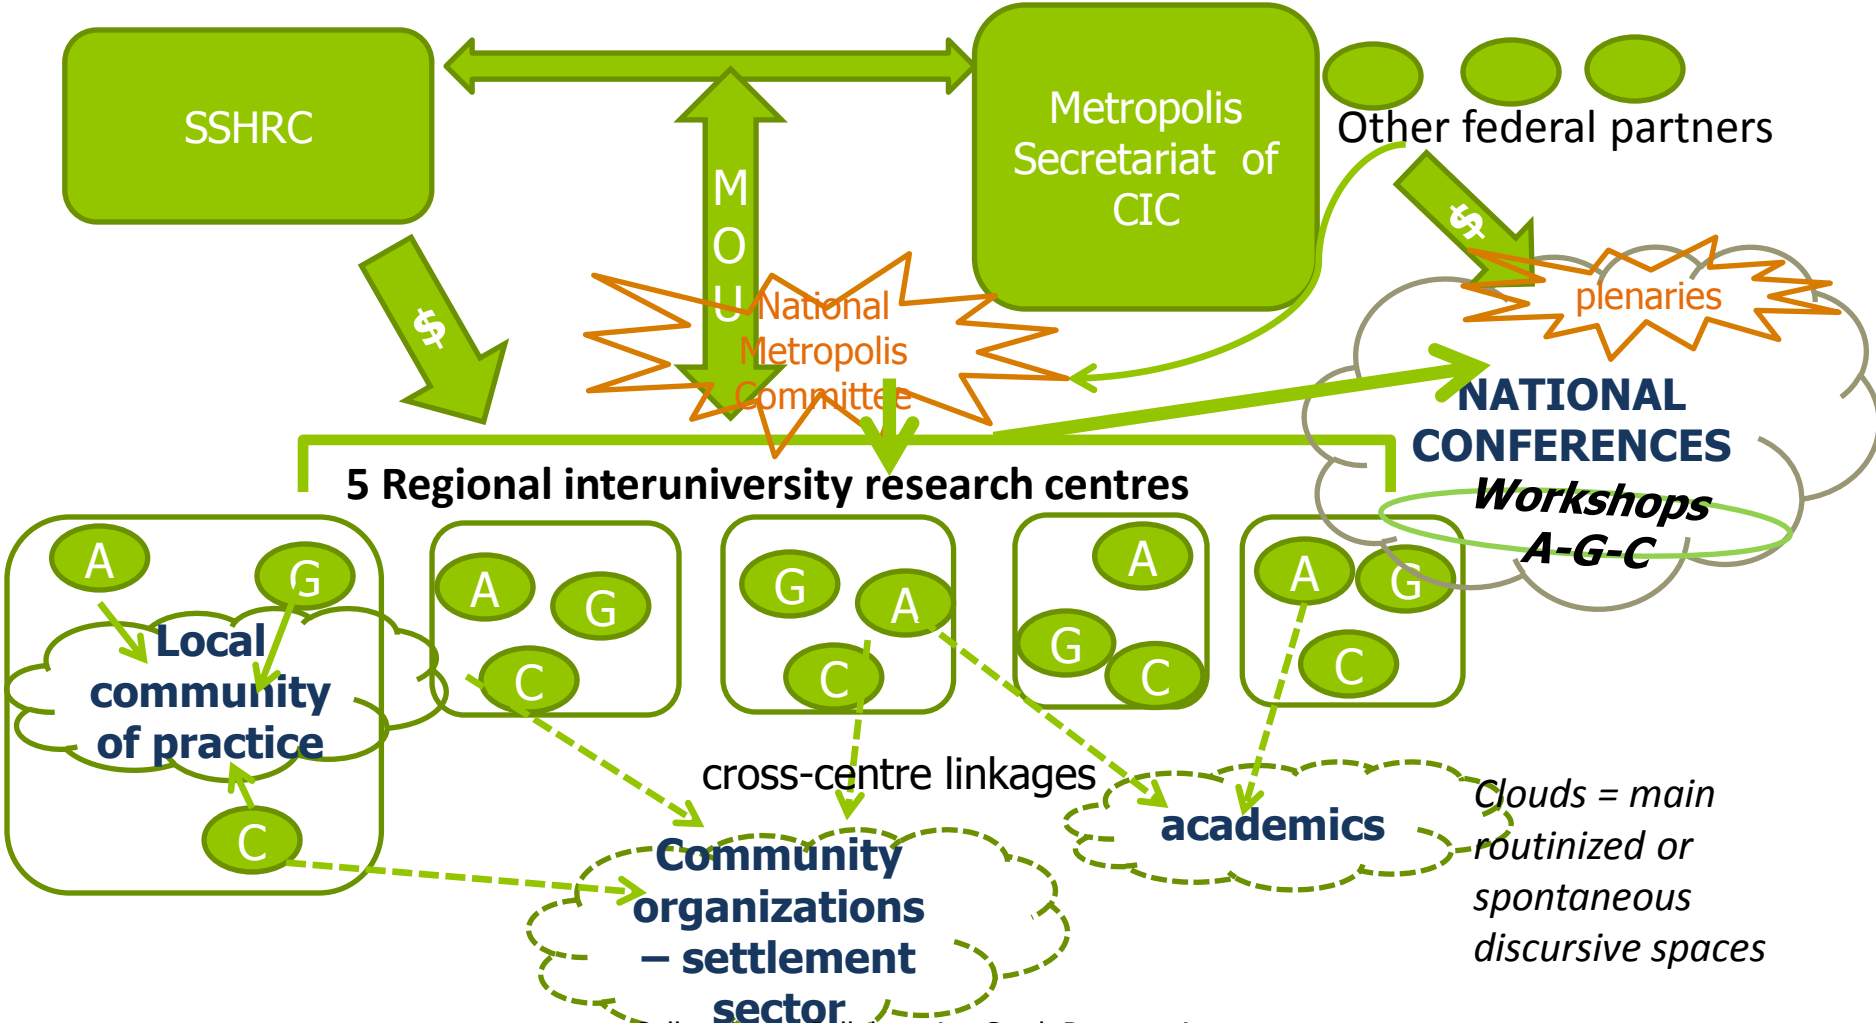 SSHRC
Metropolis
Secretariat of
CIC
Other federal partners
M
O
U
$
$
National
Metropolis
Committee
plenaries
NATIONAL
CONFERENCES
Workshops
A-G-C
5 Regional interuniversity research centres
A
G
C
A
G
C
G
A
C
A
G
C
A
G
C
Local
community
of practice
cross-centre linkages
Community
organizations
– settlement
sector
academics
Clouds = main
routinized or
spontaneous
discursive spaces